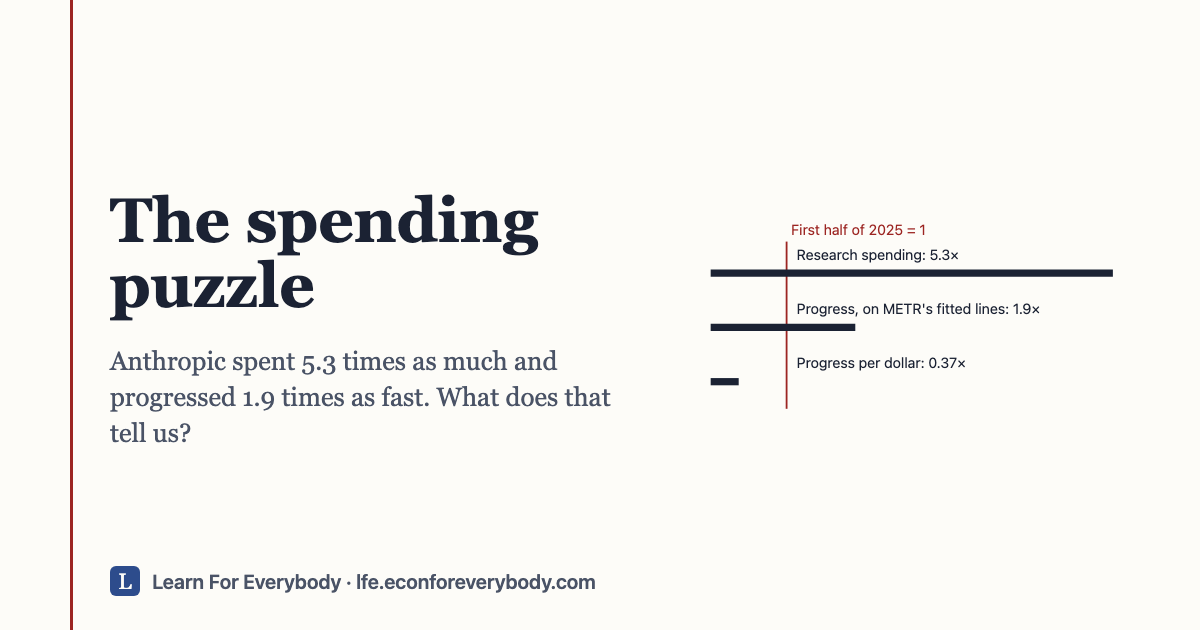 The spending
puzzle
Anthropic spent 5.3 times as much and
progressed 1.9 times as fast. What does that
tell us?
First half of 2025 = 1
Research spending: 5.3×
Progress, on METR's fitted lines: 1.9×
Progress per dollar: 0.37×
L Learn For Everybody · lfe.econforeverybody.com